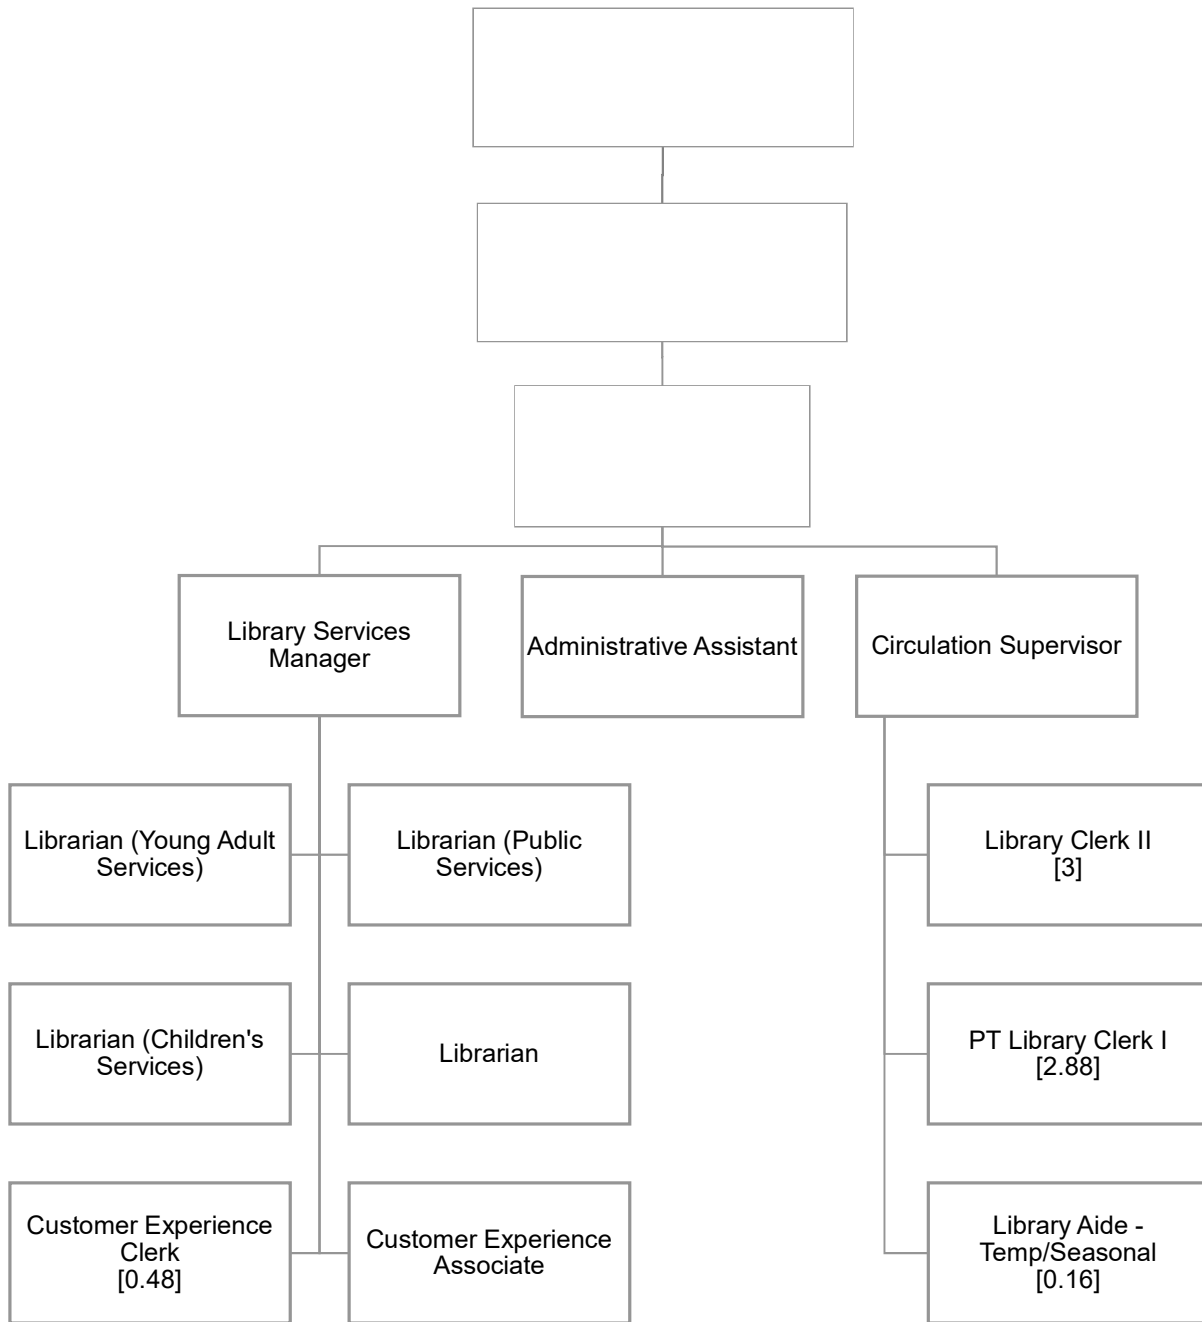 Library Services
Manager
Administrative Assistant
Circulation Supervisor
Librarian (Young Adult
Services)
Librarian (Public
Services)
Library Clerk II
[3]
Librarian (Children's
Services)
Librarian
PT Library Clerk I
[2.88]
Customer Experience
Clerk
[0.48]
Customer Experience
Associate
Library Aide -
Temp/Seasonal
[0.16]